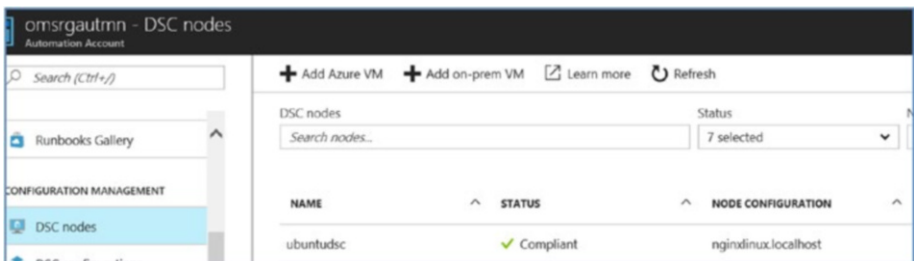 omsrgautmn - DSC nodes
Automation Account
Search (Ctrl+/)
Add Azure VM Add on-prem VM Learn more Refresh
DSC nodes Status
Search nodes... 7 selected
Runbooks Gallery
CONFIGURATION MANAGEMENT
NAME STATUS NODE CONFIGURATION
DSC nodes
ubuntudsc Compliant nginxlinux.localhost